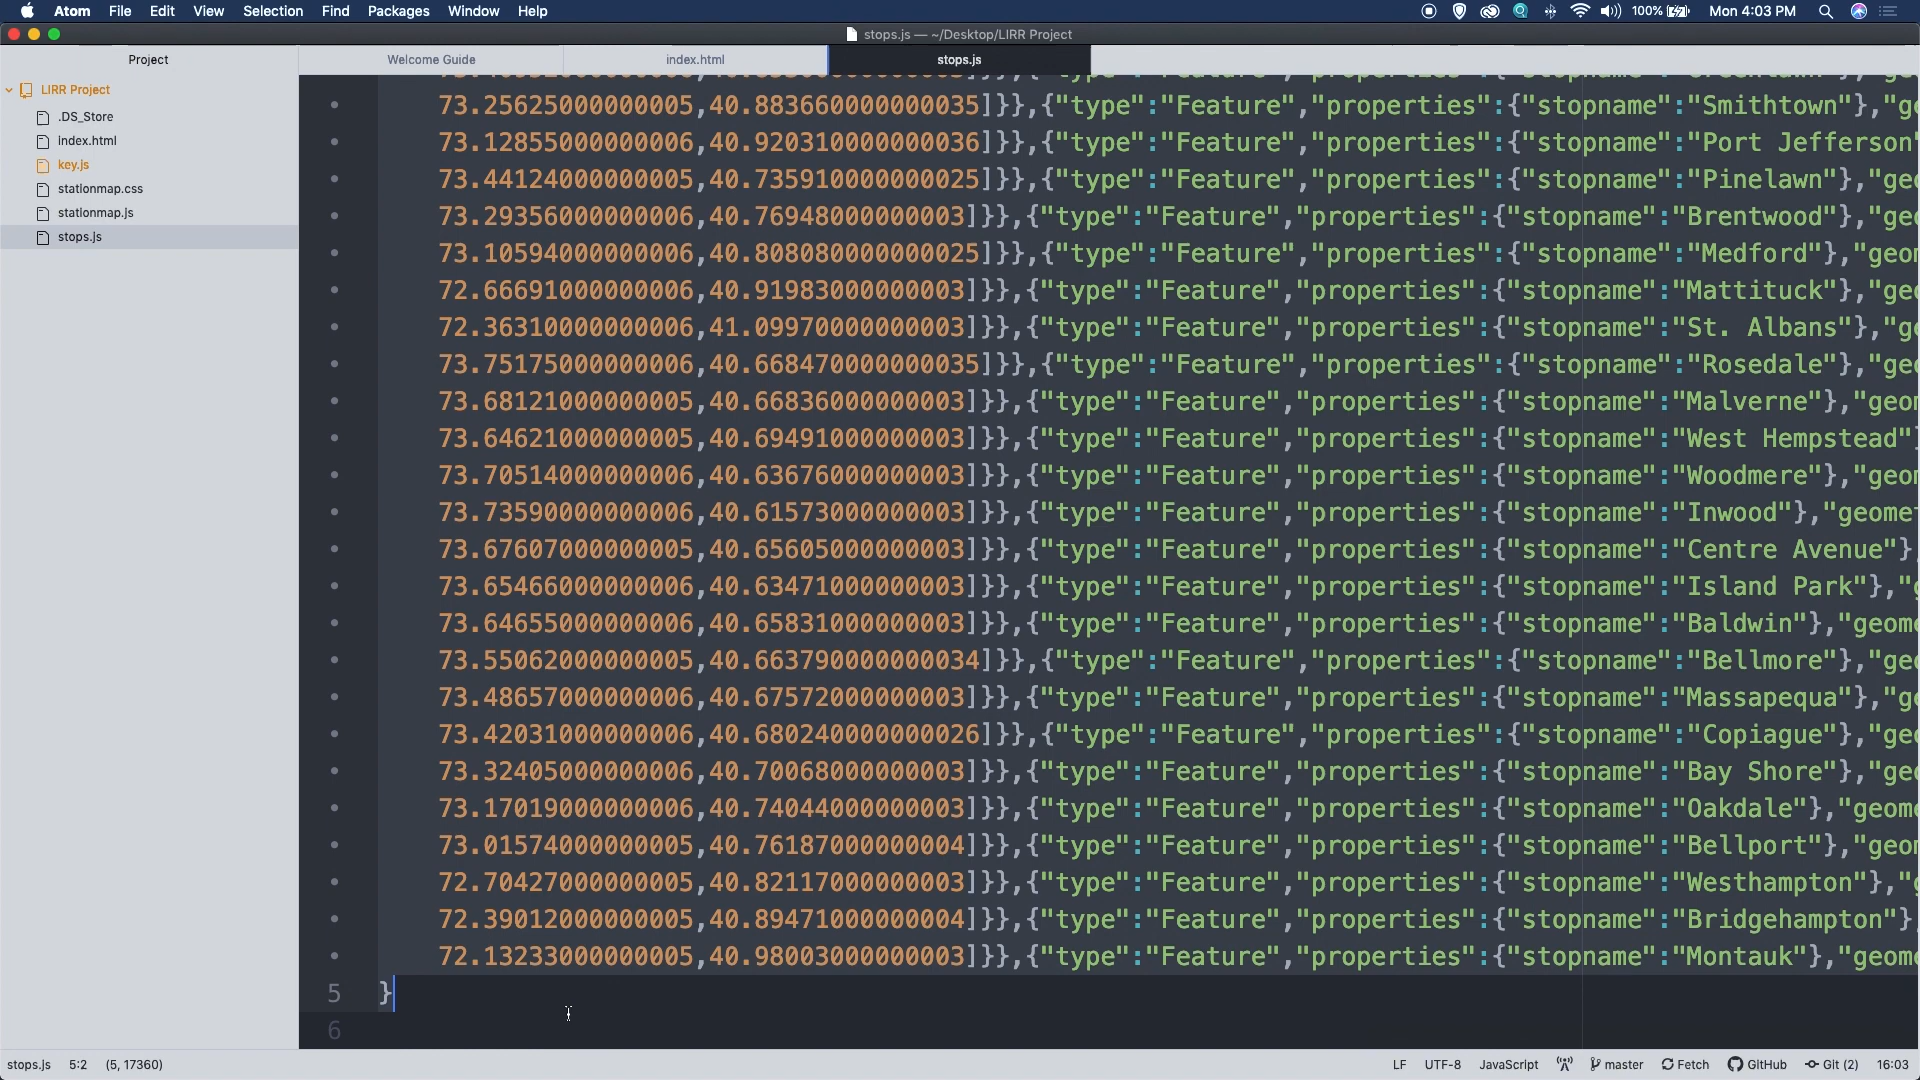 Atom File Edit View Selection Find Packages Window Help 100% Mon 4:03 PM
stops.js — ~/Desktop/LIRR Project
Project Welcome Guide index.html stops.js
LIRR Project
.DS_Store
index.html
key.js
stationmap.css
stationmap.js
stops.js
73.25625000000005,40.883660000000035]}},{"type":"Feature","properties":{"stopname":"Smithtown"},"ge
73.12855000000006,40.920310000000036]}},{"type":"Feature","properties":{"stopname":"Port Jefferson"
73.44124000000005,40.735910000000025]}},{"type":"Feature","properties":{"stopname":"Pinelawn"},"geo
73.29356000000006,40.76948000000003]}},{"type":"Feature","properties":{"stopname":"Brentwood"},"geo
73.10594000000006,40.808080000000025]}},{"type":"Feature","properties":{"stopname":"Medford"},"geom
72.66691000000006,40.91983000000003]}},{"type":"Feature","properties":{"stopname":"Mattituck"},"geo
72.36310000000006,41.09970000000003]}},{"type":"Feature","properties":{"stopname":"St. Albans"},"ge
73.75175000000006,40.668470000000035]}},{"type":"Feature","properties":{"stopname":"Rosedale"},"geo
73.68121000000005,40.66836000000003]}},{"type":"Feature","properties":{"stopname":"Malverne"},"geom
73.64621000000005,40.69491000000003]}},{"type":"Feature","properties":{"stopname":"West Hempstead"}
73.70514000000006,40.63676000000003]}},{"type":"Feature","properties":{"stopname":"Woodmere"},"geom
73.73590000000006,40.61573000000003]}},{"type":"Feature","properties":{"stopname":"Inwood"},"geomet
73.67607000000005,40.65605000000003]}},{"type":"Feature","properties":{"stopname":"Centre Avenue"},
73.65466000000006,40.63471000000003]}},{"type":"Feature","properties":{"stopname":"Island Park"},"g
73.64655000000006,40.65831000000003]}},{"type":"Feature","properties":{"stopname":"Baldwin"},"geome
73.55062000000005,40.663790000000034]}},{"type":"Feature","properties":{"stopname":"Bellmore"},"geo
73.48657000000006,40.67572000000003]}},{"type":"Feature","properties":{"stopname":"Massapequa"},"ge
73.42031000000006,40.680240000000026]}},{"type":"Feature","properties":{"stopname":"Copiague"},"geo
73.32405000000006,40.70068000000003]}},{"type":"Feature","properties":{"stopname":"Bay Shore"},"geo
73.17019000000006,40.74044000000003]}},{"type":"Feature","properties":{"stopname":"Oakdale"},"geome
73.01574000000005,40.76187000000004]}},{"type":"Feature","properties":{"stopname":"Bellport"},"geom
72.70427000000005,40.82117000000003]}},{"type":"Feature","properties":{"stopname":"Westhampton"},"g
72.39012000000005,40.89471000000004]}},{"type":"Feature","properties":{"stopname":"Bridgehampton"},
72.13233000000005,40.98003000000003]}},{"type":"Feature","properties":{"stopname":"Montauk"},"geome
5 }
6
stops.js 5:2 (5, 17360) LF UTF-8 JavaScript master Fetch GitHub Git (2) 16:03